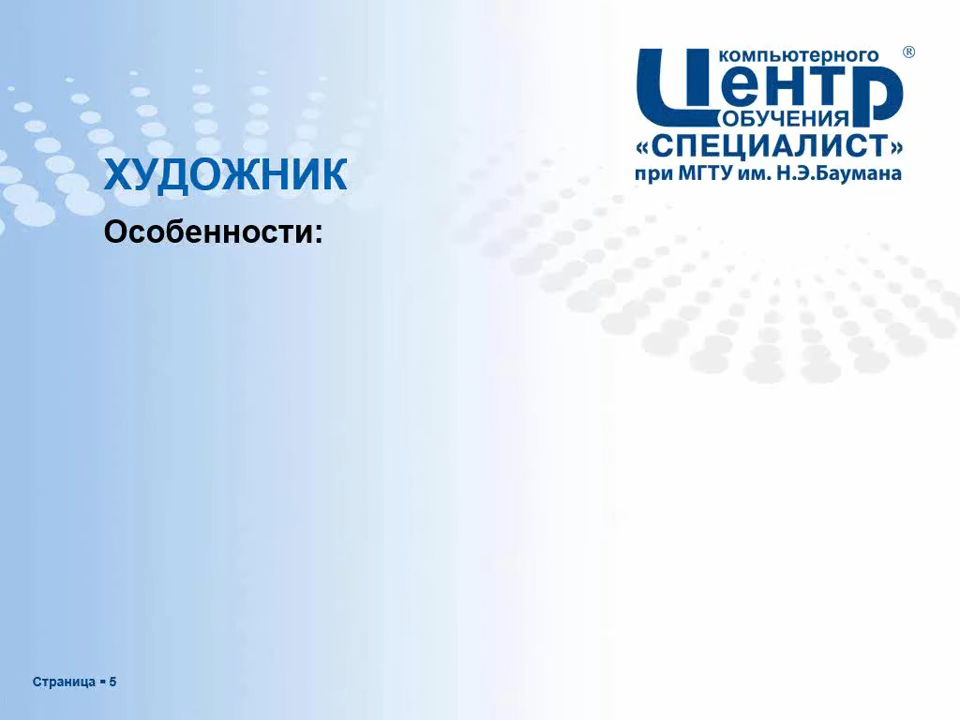 компьютерного ®
Центр
ОБУЧЕНИЯ
«СПЕЦИАЛИСТ»
при МГТУ им. Н.Э.Баумана
ХУДОЖНИК
Особенности:
Страница ▪ 5